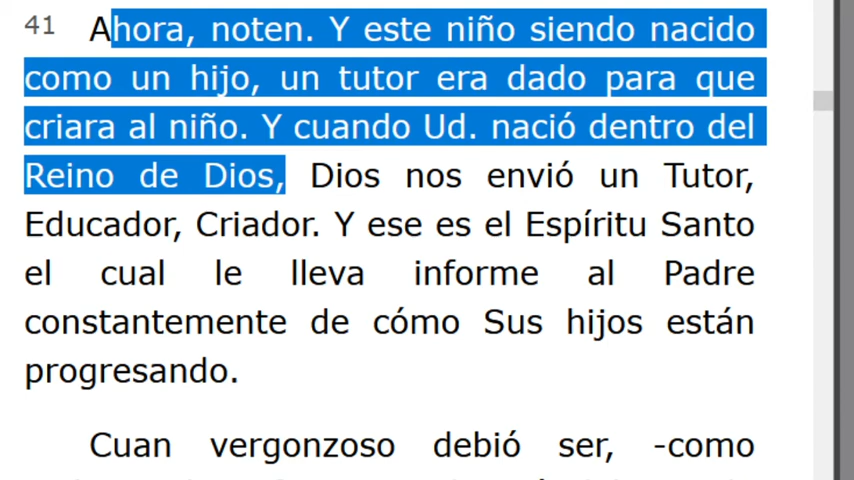 41 Ahora, noten. Y este niño siendo nacido
como un hijo, un tutor era dado para que
criara al niño. Y cuando Ud. nació dentro del
Reino de Dios, Dios nos envió un Tutor,
Educador, Criador. Y ese es el Espíritu Santo
el cual le lleva informe al Padre
constantemente de cómo Sus hijos están
progresando.
Cuan vergonzoso debió ser, -como